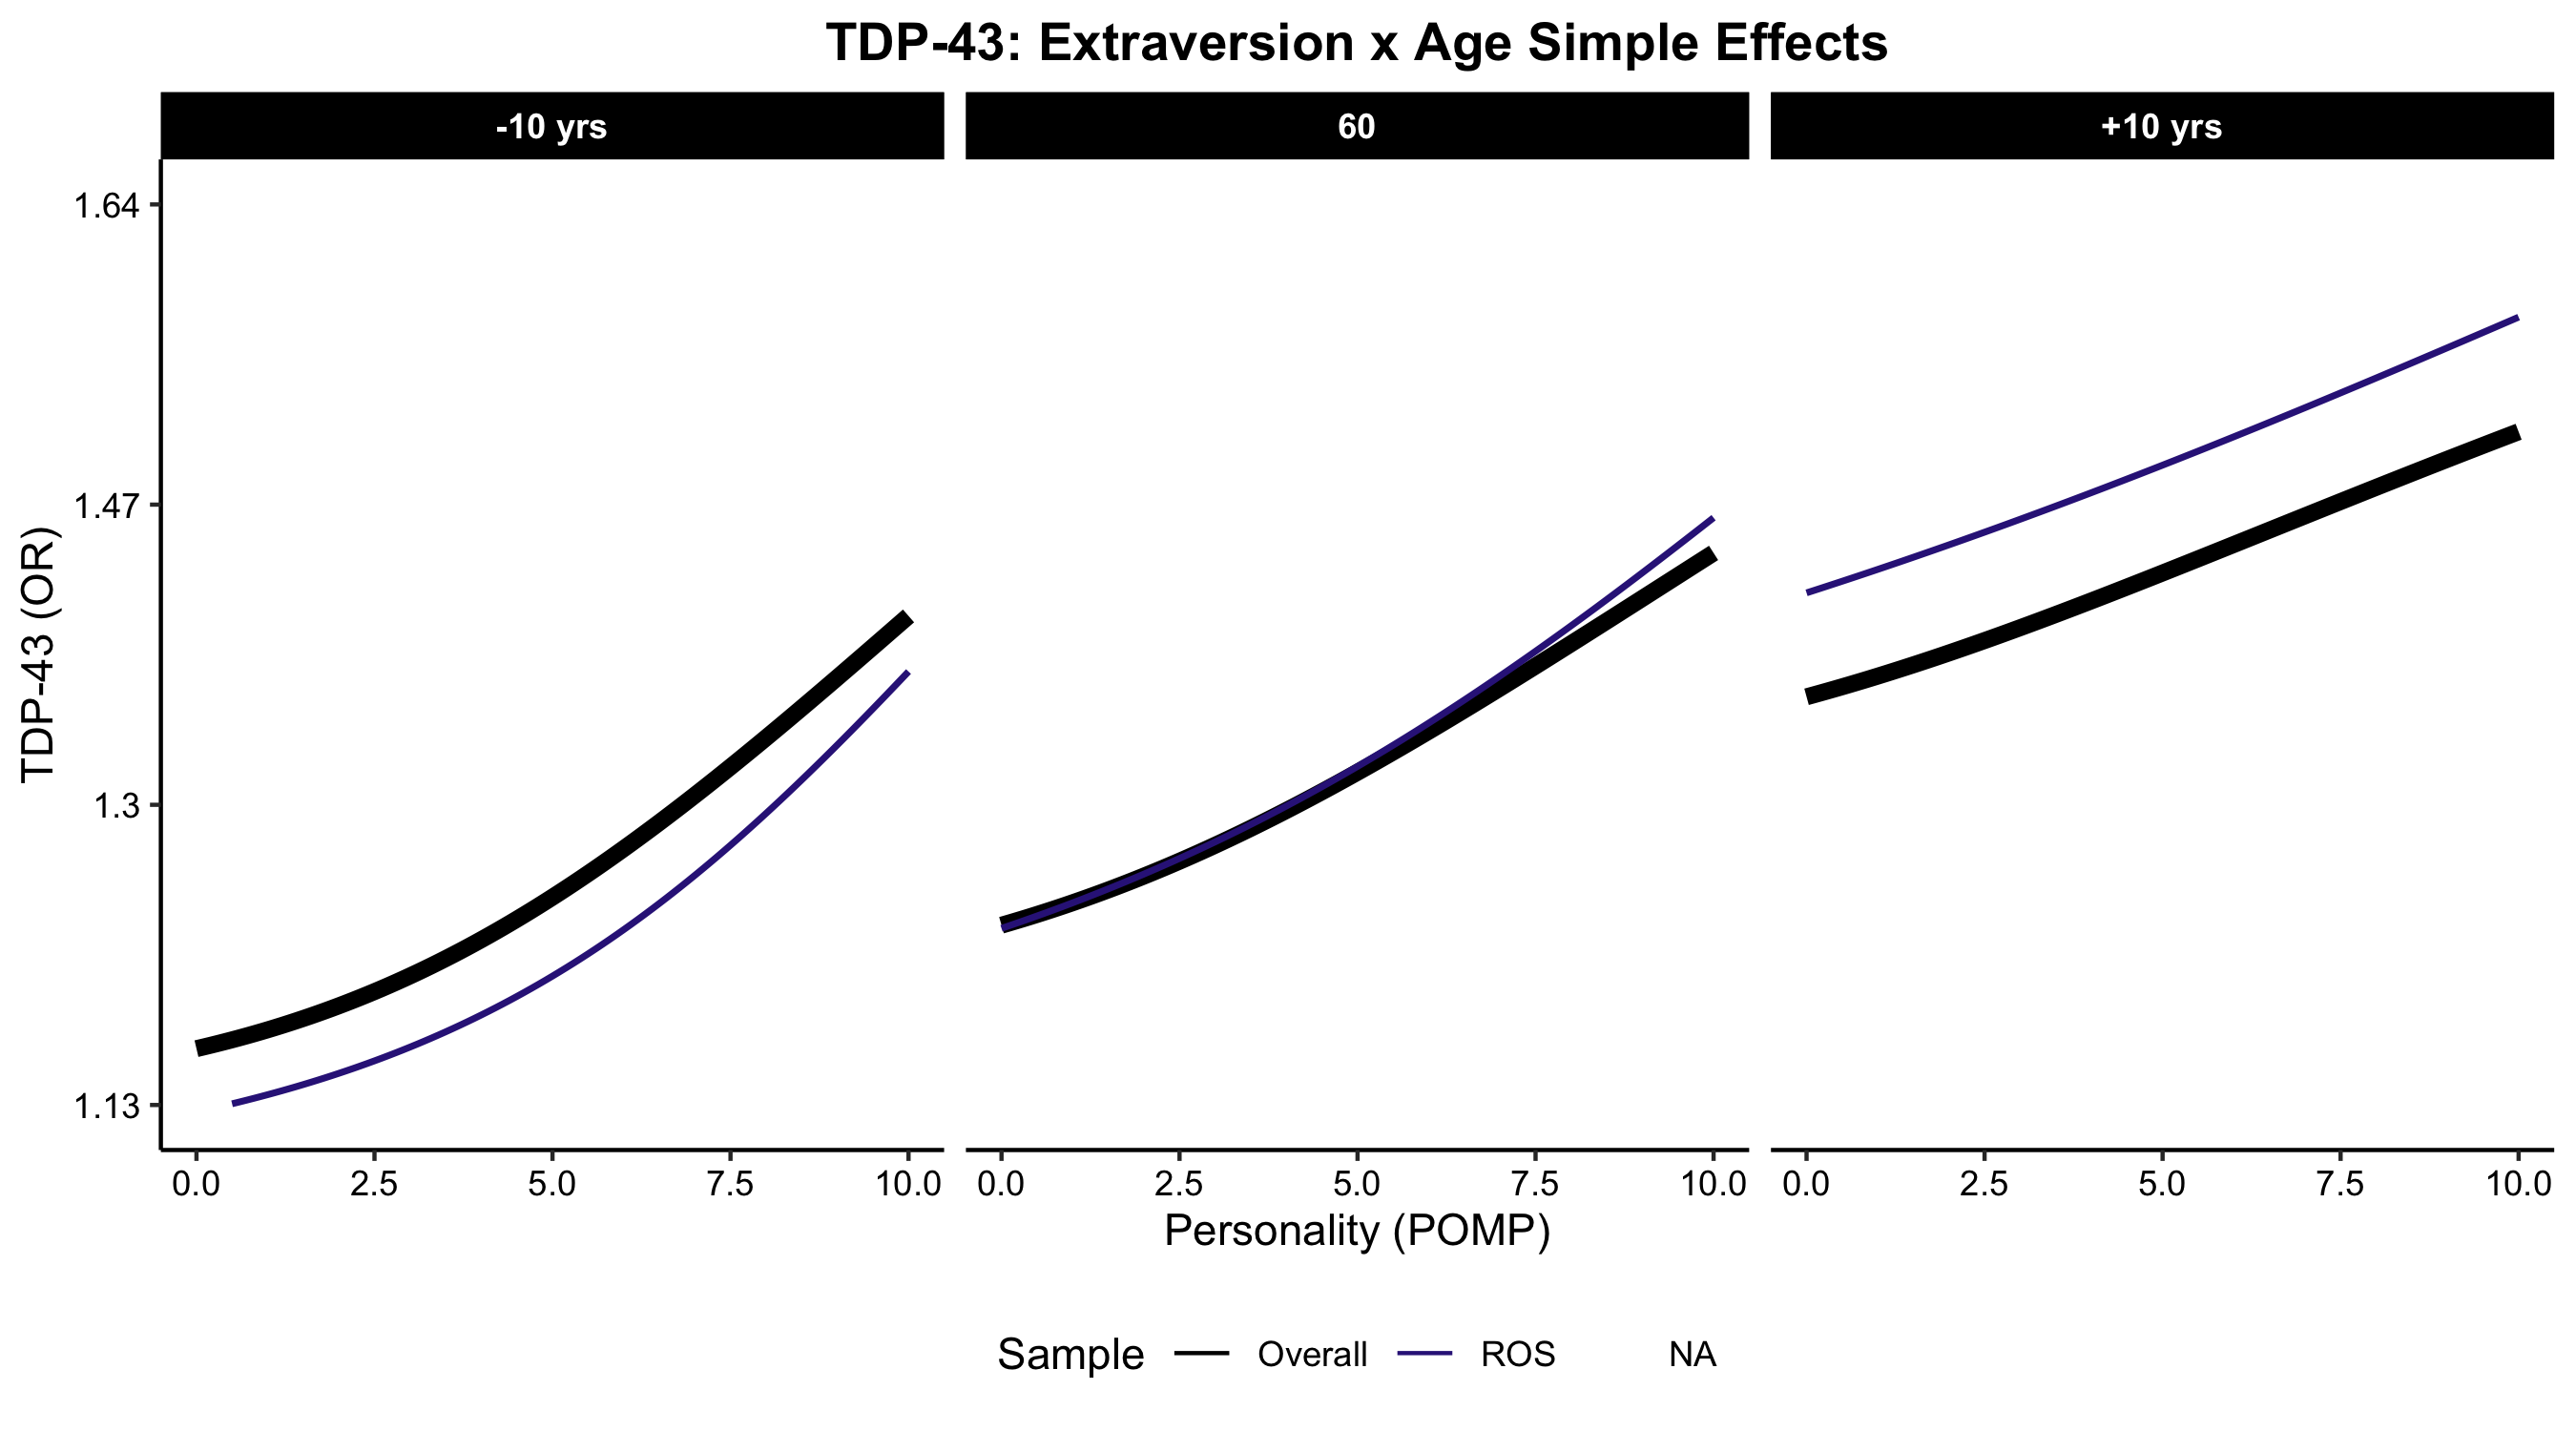 TDP-43: Extraversion x Age Simple Effects
-10 yrs
60
+10 yrs
TDP-43 (OR)
1.64
1.47
1.3
1.13
0.0 2.5 5.0 7.5 10.0
0.0 2.5 5.0 7.5 10.0
0.0 2.5 5.0 7.5 10.0
Personality (POMP)
Sample Overall ROS NA